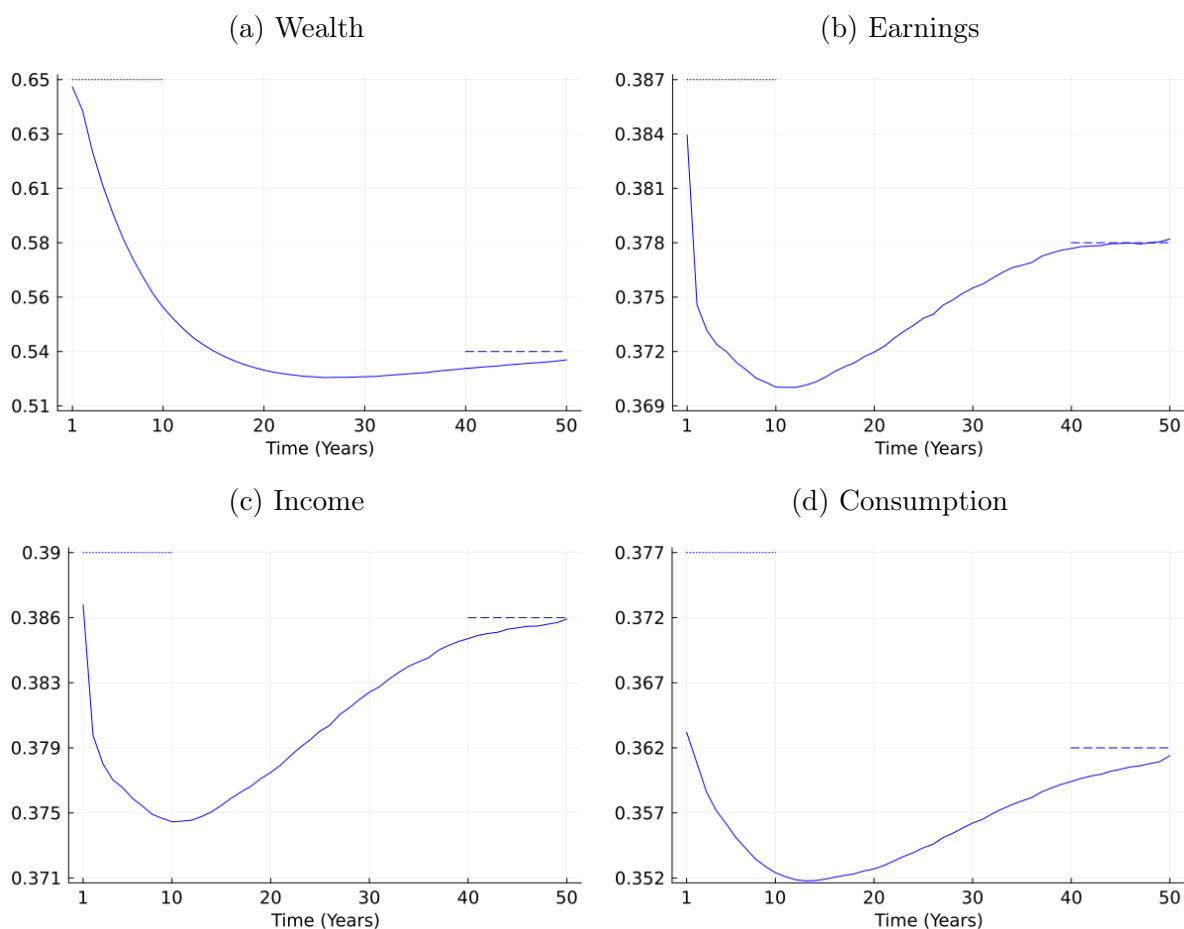 (a) Wealth
0.65
0.63
0.61
0.58
0.56
0.54
0.51
1 10 20 30 40 50
Time (Years)
(b) Earnings
0.387
0.384
0.381
0.378
0.375
0.372
0.369
1 10 20 30 40 50
Time (Years)
(c) Income
0.39
0.386
0.383
0.379
0.375
0.371
1 10 20 30 40 50
Time (Years)
(d) Consumption
0.377
0.372
0.367
0.362
0.357
0.352
1 10 20 30 40 50
Time (Years)